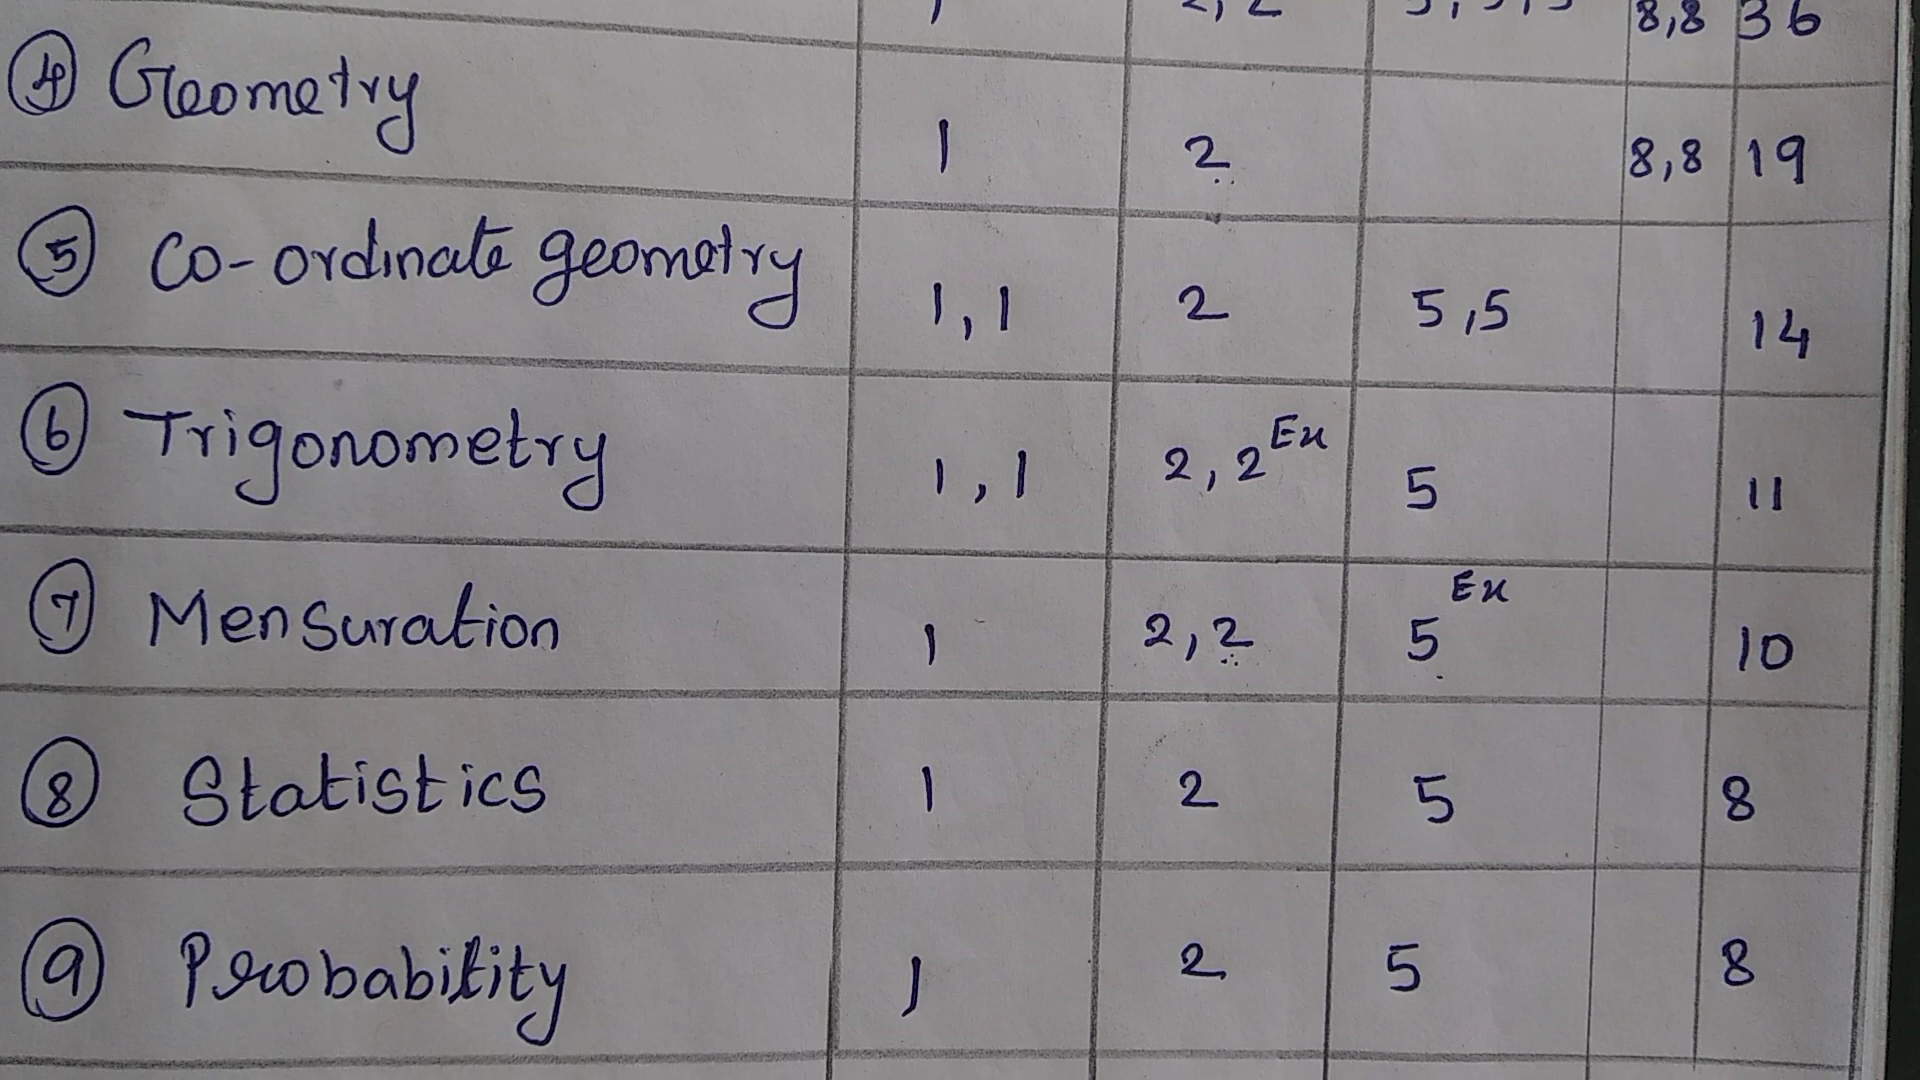 8,8 36
④ Geometry 1 2 8,8 19
⑤ Co-ordinate geometry 1,1 2 5,5 14
⑥ Trigonometry 1,1 2,2 Ex 5 11
⑦ Mensuration 1 2,2 5 Ex 10
⑧ Statistics 1 2 5 8
⑨ Probability 1 2 5 8